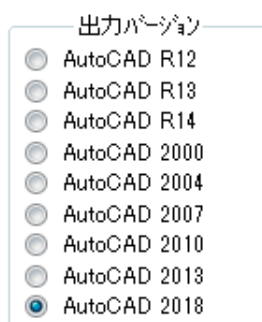 出力ﾊﾞｰｼﾞｮﾝ
AutoCAD R12
AutoCAD R13
AutoCAD R14
AutoCAD 2000
AutoCAD 2004
AutoCAD 2007
AutoCAD 2010
AutoCAD 2013
AutoCAD 2018